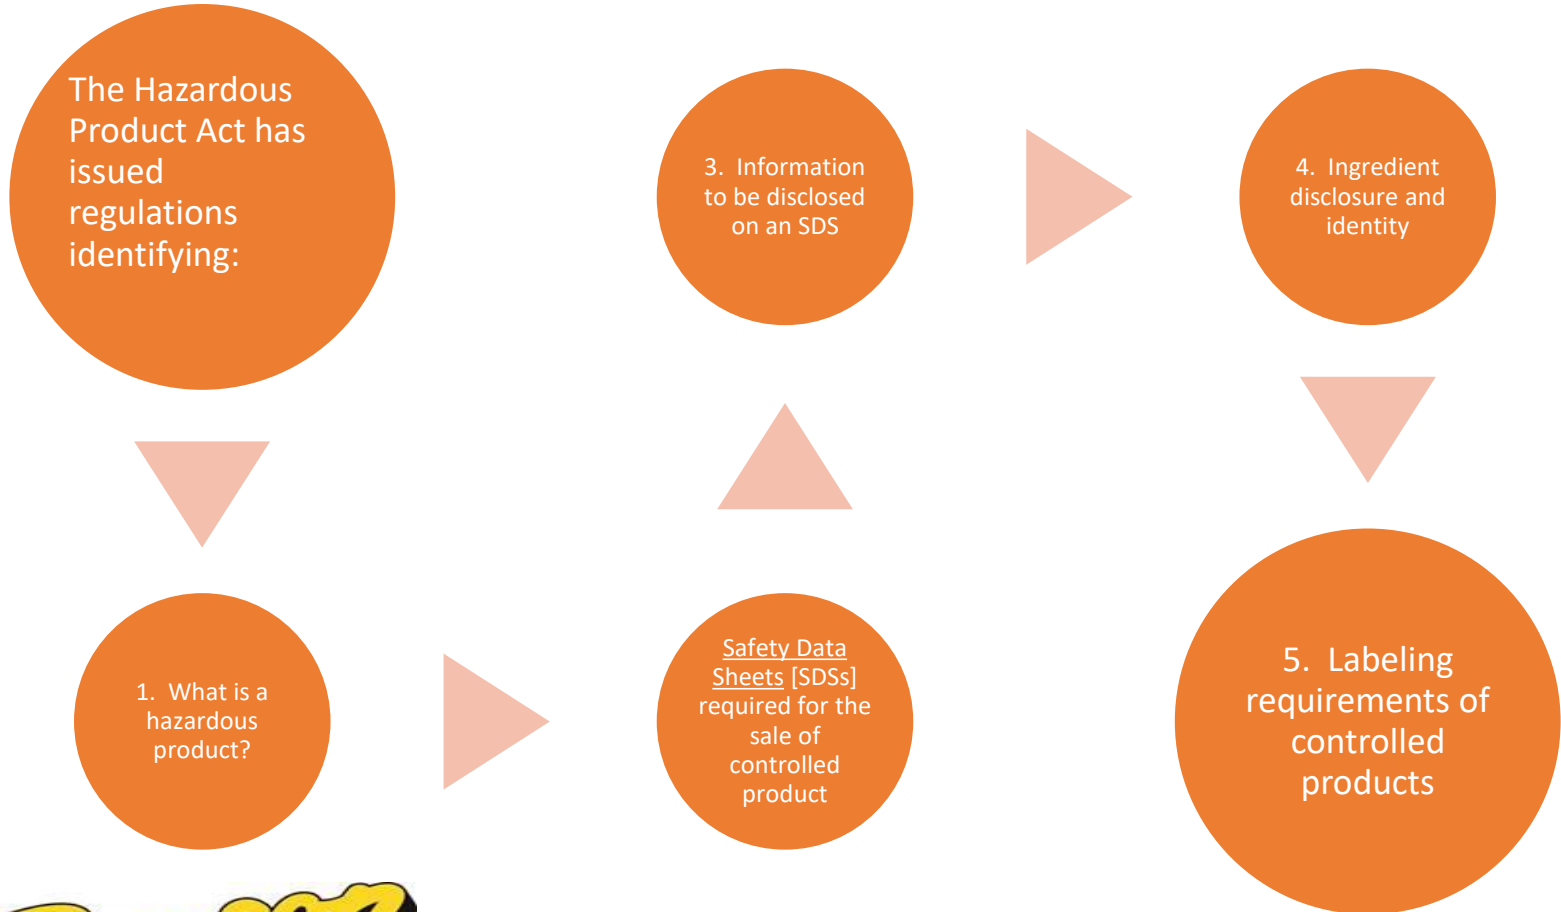 The Hazardous
Product Act has
issued
regulations
identifying:
1. What is a
hazardous
product?
Safety Data
Sheets [SDSs]
required for the
sale of
controlled
product
3. Information
to be disclosed
on an SDS
4. Ingredient
disclosure and
identity
5. Labeling
requirements of
controlled
products